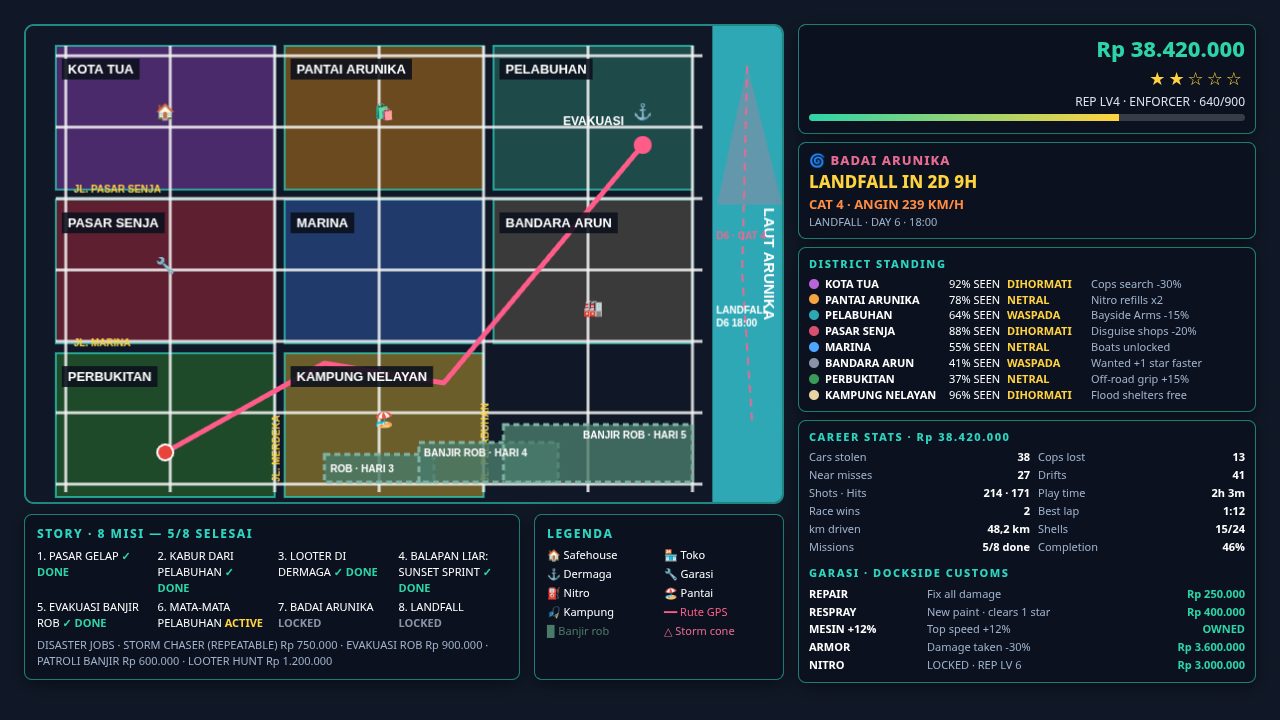 KOTA TUA
PANTAI ARUNIKA
PELABUHAN
EVAKUASI
JL. PASAR SENJA
PASAR SENJA
MARINA
BANDARA ARUN
LAUT ARUNIKA
LANDFALL
D6 18:00
JL. MARINA
PERBUKITAN
KAMPUNG NELAYAN
JL. MERDEKA
BANJIR ROB · HARI 5
BANJIR ROB · HARI 4
ROB · HARI 3
STORY · 8 MISI — 5/8 SELESAI
1. PASAR GELAP ✓
DONE
2. KABUR DARI
PELABUHAN ✓
DONE
3. LOOTER DI
DERMAGA ✓ DONE
4. BALAPAN LIAR:
SUNSET SPRINT ✓
DONE
5. EVAKUASI BANJIR
ROB ✓ DONE
6. MATA-MATA
PELABUHAN ACTIVE
7. BADAI ARUNIKA
LOCKED
8. LANDFALL
LOCKED
DISASTER JOBS · STORM CHASER (REPEATABLE) Rp 750.000 · EVAKUASI ROB Rp 900.000 ·
PATROLI BANJIR Rp 600.000 · LOOTER HUNT Rp 1.200.000
LEGENDA
Safehouse
Toko
Dermaga
Garasi
Nitro
Pantai
Kampung
Rute GPS
Banjir rob
Storm cone
Rp 38.420.000
★★☆☆☆
REP LV4 · ENFORCER · 640/900
BADAI ARUNIKA
LANDFALL IN 2D 9H
CAT 4 · ANGIN 239 KM/H
LANDFALL · DAY 6 · 18:00
DISTRICT STANDING
KOTA TUA 92% SEEN DIHORMATI Cops search -30%
PANTAI ARUNIKA 78% SEEN NETRAL Nitro refills x2
PELABUHAN 64% SEEN WASPADA Bayside Arms -15%
PASAR SENJA 88% SEEN DIHORMATI Disguise shops -20%
MARINA 55% SEEN NETRAL Boats unlocked
BANDARA ARUN 41% SEEN WASPADA Wanted +1 star faster
PERBUKITAN 37% SEEN NETRAL Off-road grip +15%
KAMPUNG NELAYAN 96% SEEN DIHORMATI Flood shelters free
CAREER STATS · Rp 38.420.000
Cars stolen 38 Cops lost 13
Near misses 27 Drifts 41
Shots · Hits 214 · 171 Play time 2h 3m
Race wins 2 Best lap 1:12
km driven 48,2 km Shells 15/24
Missions 5/8 done Completion 46%
GARASI · DOCKSIDE CUSTOMS
REPAIR Fix all damage Rp 250.000
RESPRAY New paint · clears 1 star Rp 400.000
MESIN +12% Top speed +12% OWNED
ARMOR Damage taken -30% Rp 3.600.000
NITRO LOCKED · REP LV 6 Rp 3.000.000